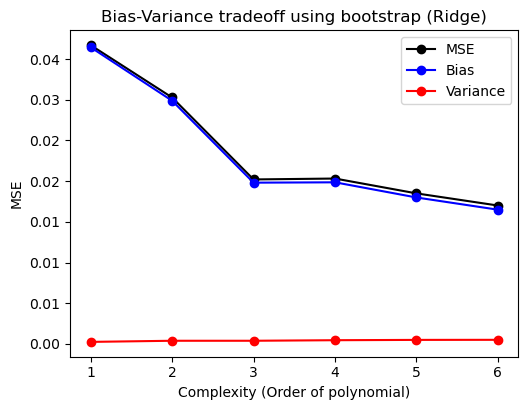 Bias-Variance tradeoff using bootstrap (Ridge)
MSE
Bias
Variance
0.04
0.03
0.02
0.02
0.01
0.01
0.01
0.00
MSE
1 2 3 4 5 6
Complexity (Order of polynomial)